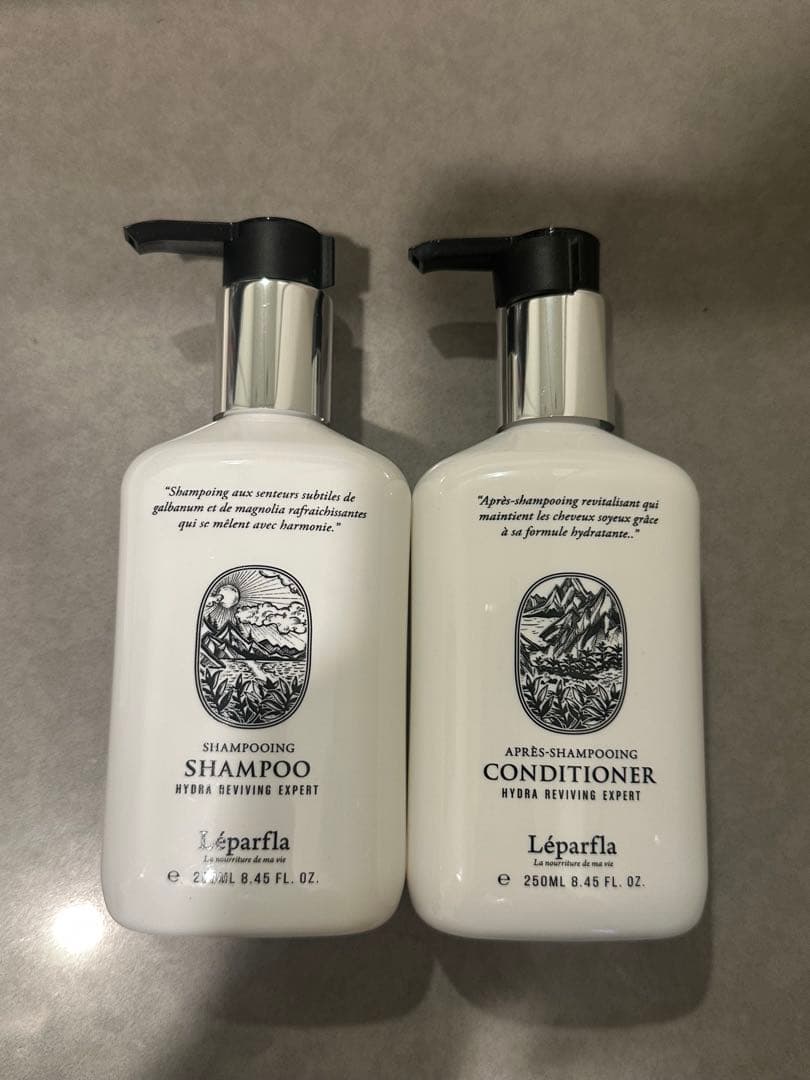 "Shampoing aux senteurs subtiles de
galbanum et de magnolia rafraichissantes
qui se mêlent avec harmonie."
SHAMPOOING
SHAMPOO
HYDRA REVIVING EXPERT
Léparfla
La nourriture de ma vie
e 250ML 8.45 FL. OZ.
"Après-shampooing revitalisant qui
maintient les cheveux soyeux grâce
à sa formule hydratante.."
APRÈS-SHAMPOOING
CONDITIONER
HYDRA REVIVING EXPERT
Léparfla
La nourriture de ma vie
e 250ML 8.45 FL. OZ.